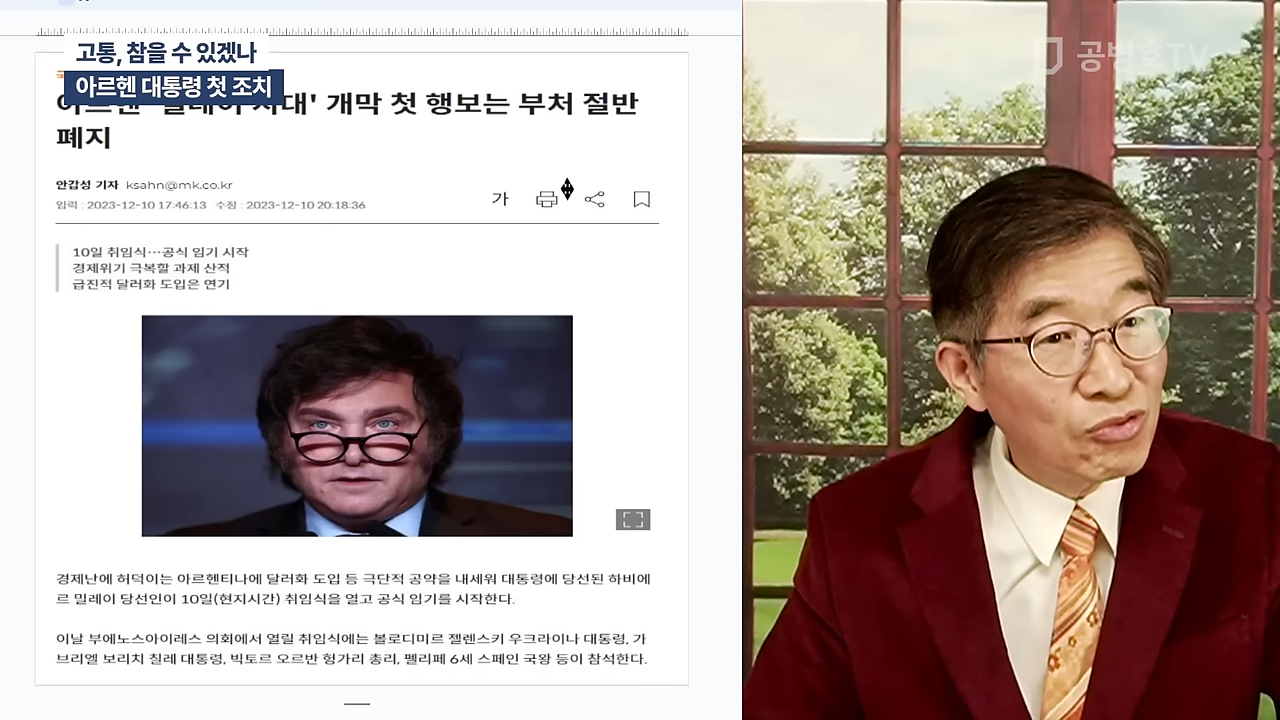 고통, 참을 수 있겠나
아르헨 대통령 첫 조치
시대' 개막 첫 행보는 부처 절반
폐지
안갑성 기자 ksahn@mk.co.kr
입력 : 2023-12-10 17:46:13 수정 : 2023-12-10 20:18:36
가
10일 취임식…공식 임기 시작
경제위기 극복할 과제 산적
급진적 달러화 도입은 연기
경제난에 허덕이는 아르헨티나에 달러화 도입 등 극단적 공약을 내세워 대통령에 당선된 하비에
르 밀레이 당선인이 10일(현지시간) 취임식을 열고 공식 임기를 시작한다.
이날 부에노스아이레스 의회에서 열릴 취임식에는 볼로디미르 젤렌스키 우크라이나 대통령, 가
브리엘 보리치 칠레 대통령, 빅토르 오르반 헝가리 총리, 펠리페 6세 스페인 국왕 등이 참석한다.
공병호TV